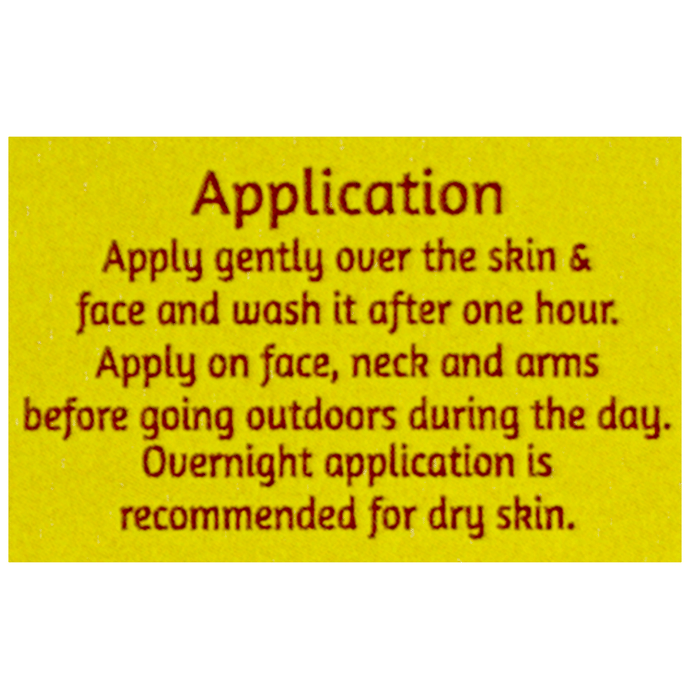 Application
Apply gently over the skin &
face and wash it after one hour.
Apply on face, neck and arms
before going outdoors during the day.
Overnight application is
recommended for dry skin.